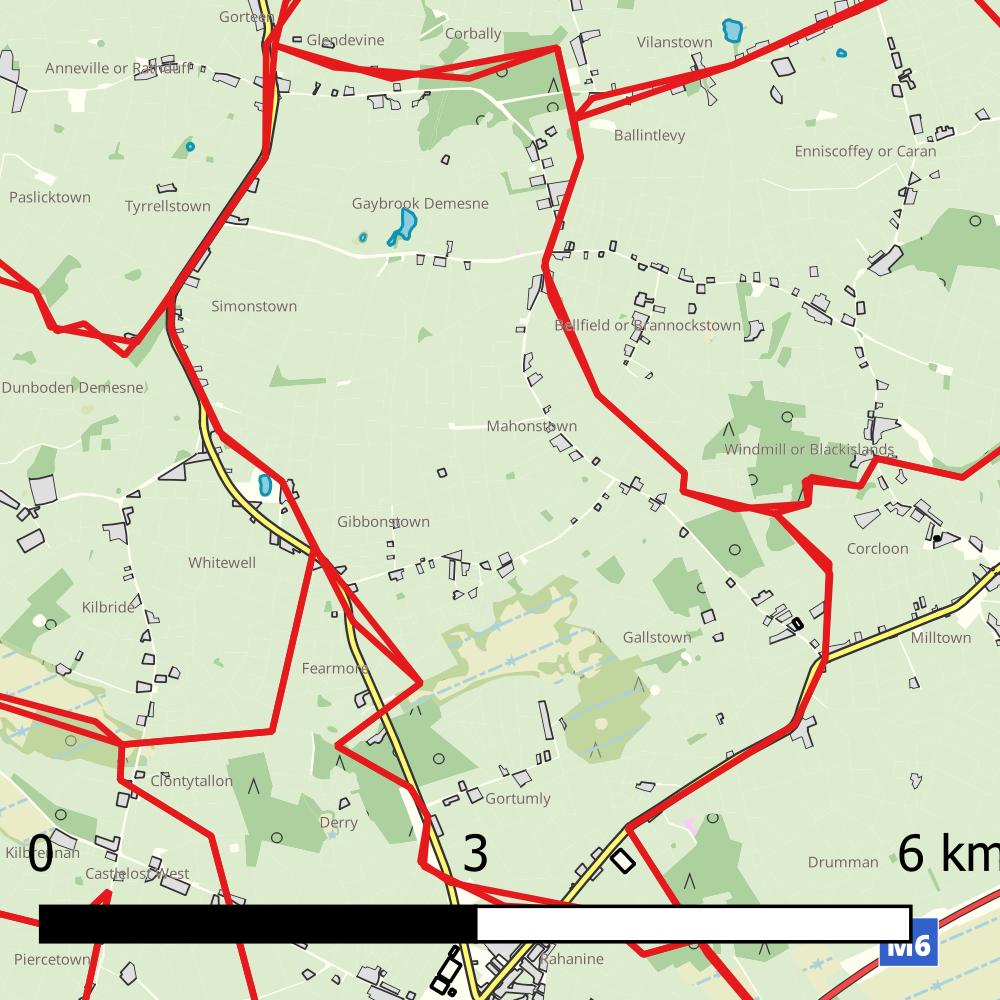 Gorteen
Glendevine
Corbally
Vilanstown
Anneville or Rathduff
Ballintlevy
Enniscoffey or Caran
Paslicktown
Tyrrellstown
Gaybrook Demesne
Simonstown
Bellfield or Brannockstown
Dunboden Demesne
Mahonstown
Windmill or Blackislands
Gibbonstown
Whitewell
Corcloon
Kilbride
Gallstown
Milltown
Fearmore
Clontytallon
Gortumly
Derry
Kilbrennan
Castlelost West
Drumman
0 3 6 km
M6
Piercetown
Rahanine